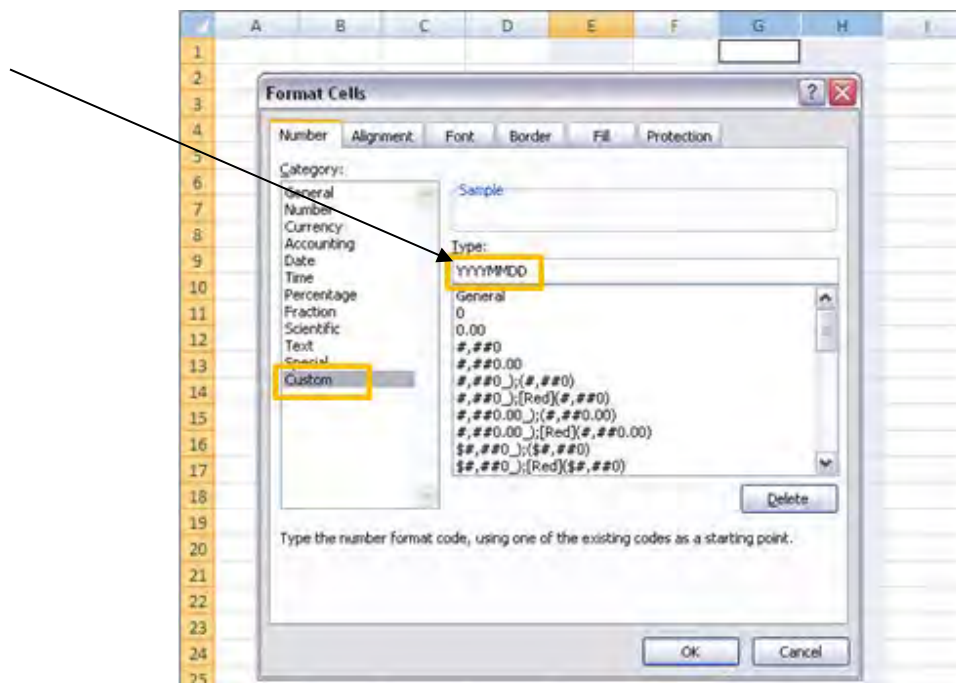 A B C D E F G H I
1
2
Format Cells
3
4
Number Alignment Font Border Fill Protection
5
Category:
6
General
Sample
7
Number
Currency
8
Accounting
Type:
9
Date
YYYYMMDD
Time
10
Percentage
General
11
Fraction
0
Scientific
0.00
12
Text
#,##0
13
Special
#,##0.00
Custom
#,##0_);(#,##0)
14
#,##0_);[Red](#,##0)
15
#,##0.00_);(#,##0.00)
#,##0.00_);[Red](#,##0.00)
16
$#,##0_);($#,##0)
17
$#,##0_);[Red]($#,##0)
18
Delete
19
Type the number format code, using one of the existing codes as a starting point.
20
21
22
23
24
OK Cancel
25